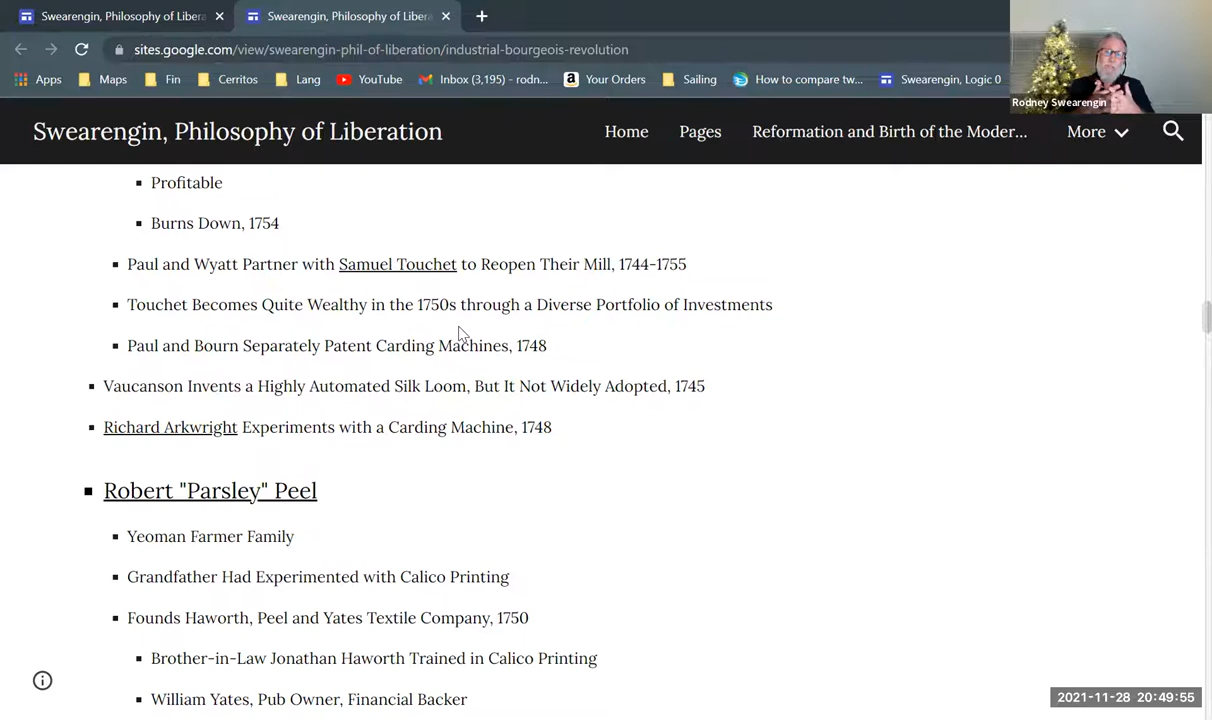 Swearengin, Philosophy of Libera
Swearengin, Philosophy of Libera
sites.google.com/view/swearengin-phil-of-liberation/industrial-bourgeois-revolution
Apps Maps Fin Cerritos Lang YouTube Inbox (3,195) - rodn... Your Orders Sailing How to compare tw... Swearengin, Logic 0
Rodney Swearengin
Swearengin, Philosophy of Liberation
Home Pages Reformation and Birth of the Moder... More
Profitable
Burns Down, 1754
Paul and Wyatt Partner with Samuel Touchet to Reopen Their Mill, 1744-1755
Touchet Becomes Quite Wealthy in the 1750s through a Diverse Portfolio of Investments
Paul and Bourn Separately Patent Carding Machines, 1748
Vaucanson Invents a Highly Automated Silk Loom, But It Not Widely Adopted, 1745
Richard Arkwright Experiments with a Carding Machine, 1748
Robert "Parsley" Peel
Yeoman Farmer Family
Grandfather Had Experimented with Calico Printing
Founds Haworth, Peel and Yates Textile Company, 1750
Brother-in-Law Jonathan Haworth Trained in Calico Printing
William Yates, Pub Owner, Financial Backer
2021-11-28 20:49:55